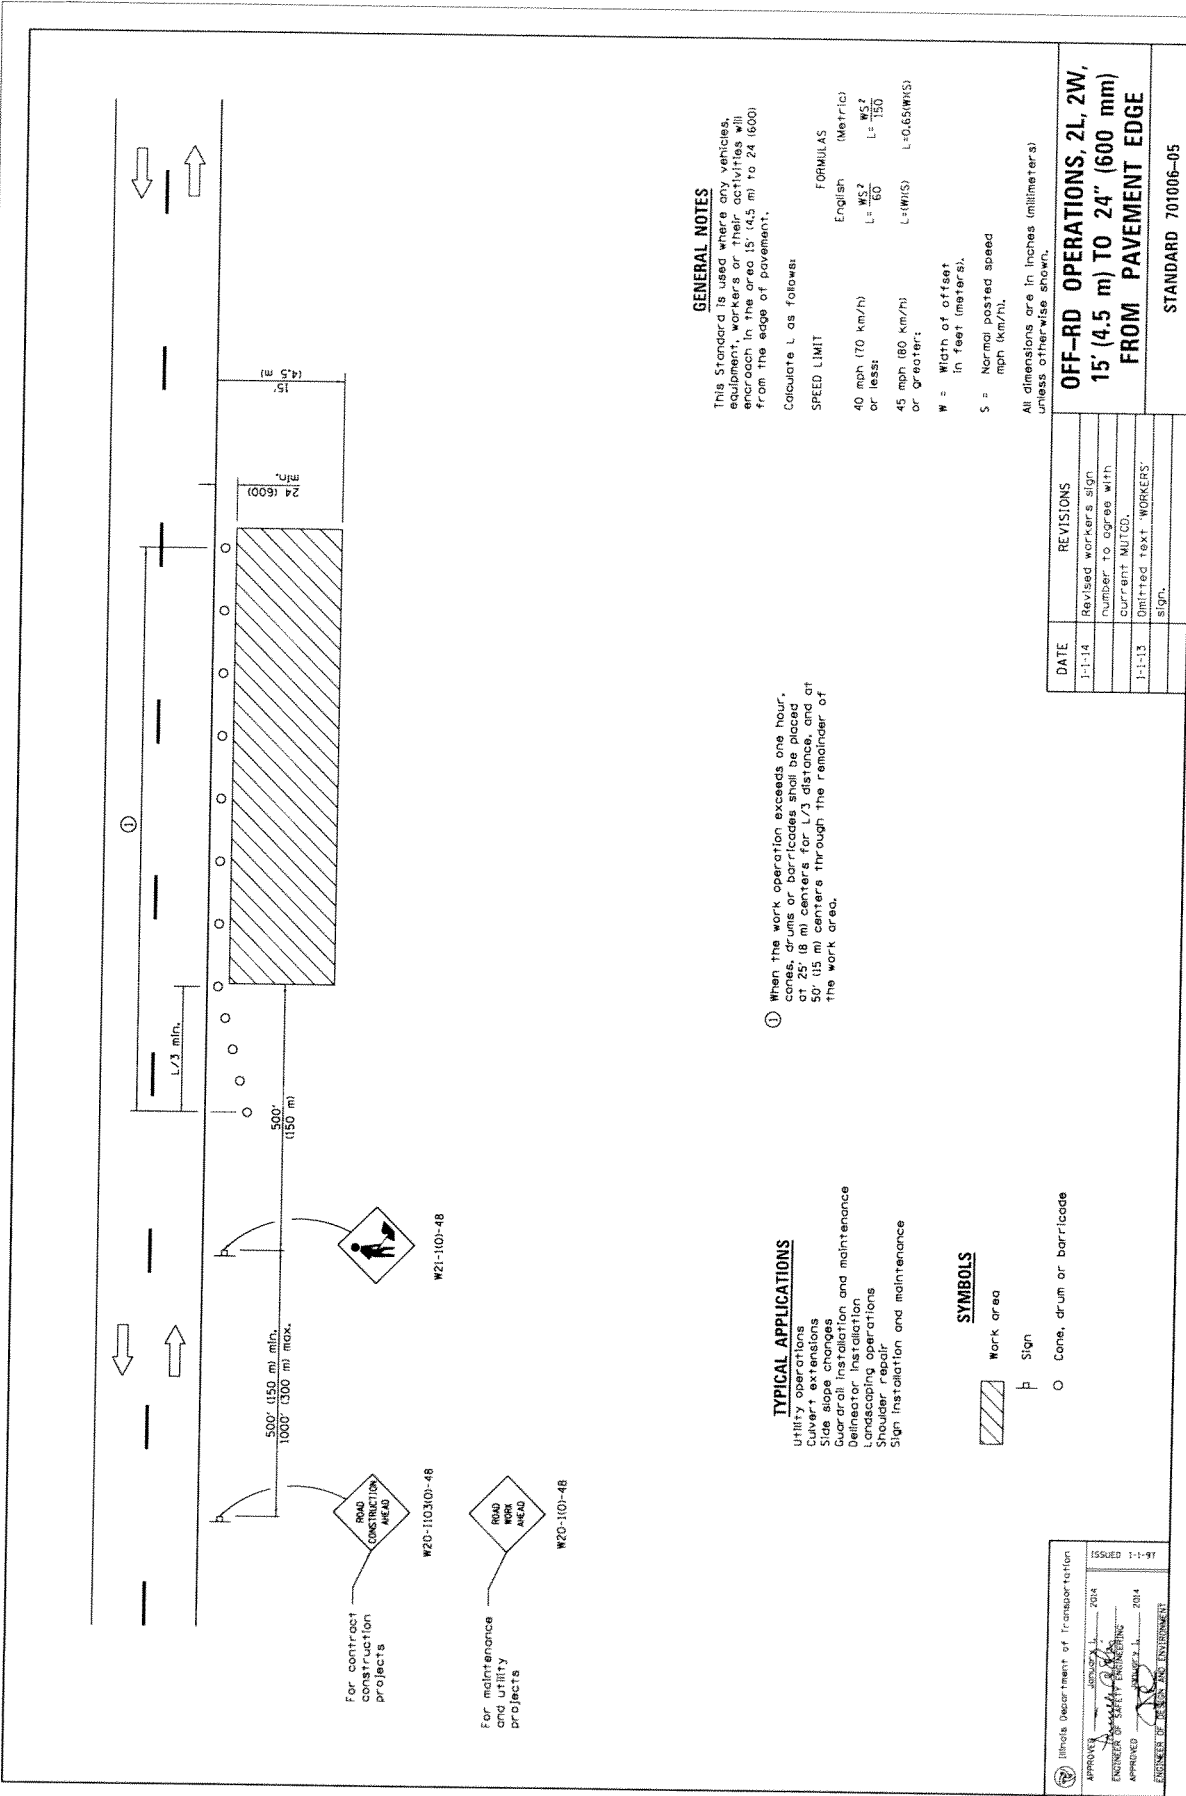 ①
L/3 min.
15'
(4.5 m)
24 (600)
min.
500'
(150 m)
500' (150 m) min.
1000' (300 m) max.
For contract
construction
projects
ROAD
CONSTRUCTION
AHEAD
W20-1103(O)-48
W21-1(O)-48
For maintenance
and utility
projects
ROAD
WORK
AHEAD
W20-1(O)-48
TYPICAL APPLICATIONS
Utility operations
Culvert extensions
Side slope changes
Guardrail installation and maintenance
Delineator installation
Landscaping operations
Shoulder repair
Sign installation and maintenance
SYMBOLS
Work area
Sign
Cone, drum or barricade
① When the work operation exceeds one hour,
cones, drums or barricades shall be placed
at 25' (8 m) centers for L/3 distance, and at
50' (15 m) centers through the remainder of
the work area.
GENERAL NOTES
This Standard is used where any vehicles,
equipment, workers or their activities will
encroach in the area 15' (4.5 m) to 24 (600)
from the edge of pavement.
Calculate L as follows:
SPEED LIMIT FORMULAS
English (Metric)
40 mph (70 km/h) or less: L= WS²/60 L= WS²/150
45 mph (80 km/h) or greater: L=(W)(S) L=0.65(W)(S)
W = Width of offset
in feet (meters).
S = Normal posted speed
mph (km/h).
All dimensions are in inches (millimeters)
unless otherwise shown.
Illinois Department of Transportation
APPROVED January 1, 2014
ENGINEER OF SAFETY ENGINEERING
APPROVED January 1, 2014
ENGINEER OF DESIGN AND ENVIRONMENT
ISSUED 1-1-97
DATE REVISIONS
1-1-14 Revised workers sign
number to agree with
current MUTCD.
1-1-13 Omitted text 'WORKERS'
sign.
OFF-RD OPERATIONS, 2L, 2W,
15' (4.5 m) TO 24" (600 mm)
FROM PAVEMENT EDGE
STANDARD 701006-05